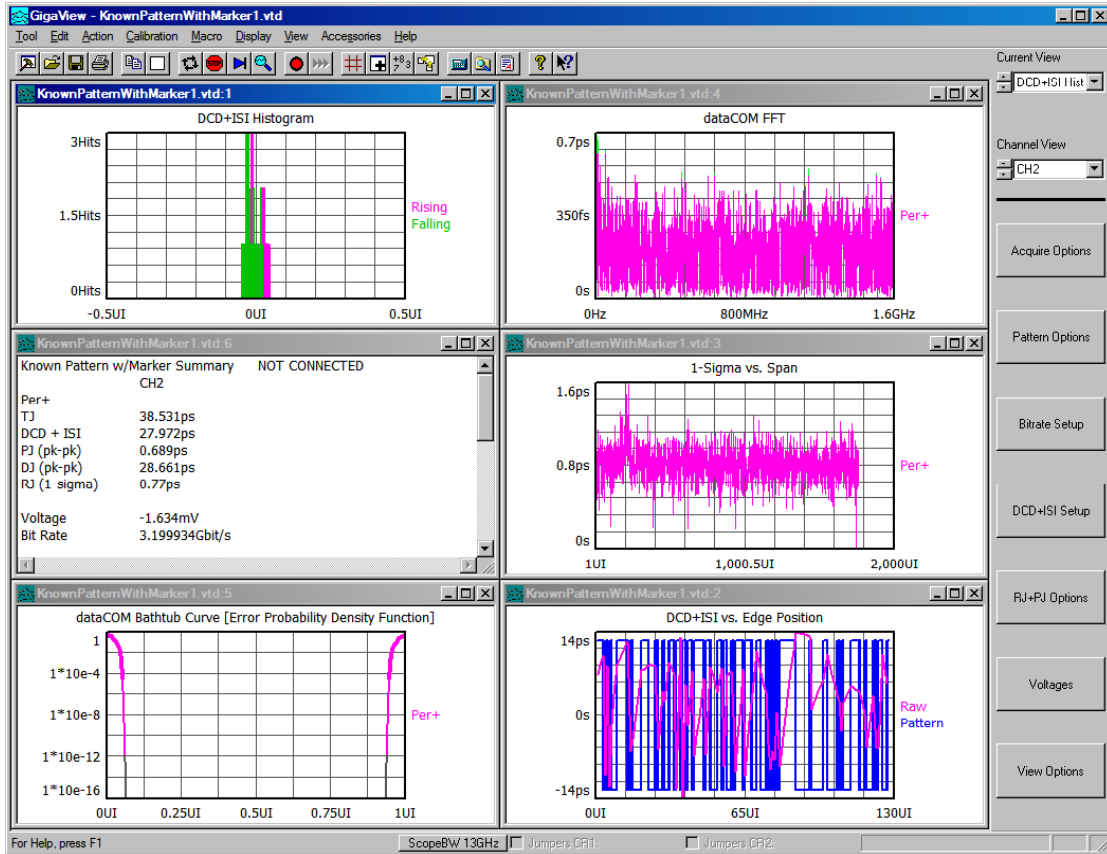 GigaView - KnownPatternWithMarker1.vtd
Tool Edit Action Calibration Macro Display View Accessories Help
Current View
DCD+ISI Hist
Channel View
CH2
Acquire Options
Pattern Options
Bitrate Setup
DCD+ISI Setup
RJ+PJ Options
Voltages
View Options
KnownPatternWithMarker1.vtd:1
DCD+ISI Histogram
3Hits
1.5Hits
0Hits
-0.5UI 0UI 0.5UI
Rising
Falling
KnownPatternWithMarker1.vtd:4
dataCOM FFT
0.7ps
350fs
0s
0Hz 800MHz 1.6GHz
Per+
KnownPatternWithMarker1.vtd:6
Known Pattern w/Marker Summary NOT CONNECTED
CH2
Per+
TJ 38.531ps
DCD + ISI 27.972ps
PJ (pk-pk) 0.689ps
DJ (pk-pk) 28.661ps
RJ (1 sigma) 0.77ps
Voltage -1.634mV
Bit Rate 3.199934Gbit/s
KnownPatternWithMarker1.vtd:3
1-Sigma vs. Span
1.6ps
0.8ps
0s
1UI 1,000.5UI 2,000UI
Per+
KnownPatternWithMarker1.vtd:5
dataCOM Bathtub Curve [Error Probability Density Function]
1
1*10e-4
1*10e-8
1*10e-12
1*10e-16
0UI 0.25UI 0.50UI 0.75UI 1UI
Per+
KnownPatternWithMarker1.vtd:2
DCD+ISI vs. Edge Position
14ps
0s
-14ps
0UI 65UI 130UI
Raw
Pattern
For Help, press F1
ScopeBW 13GHz
Jumpers CR1:
Jumpers CR2: